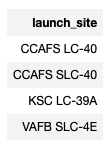 launch_site
CCAFS LC-40
CCAFS SLC-40
KSC LC-39A
VAFB SLC-4E